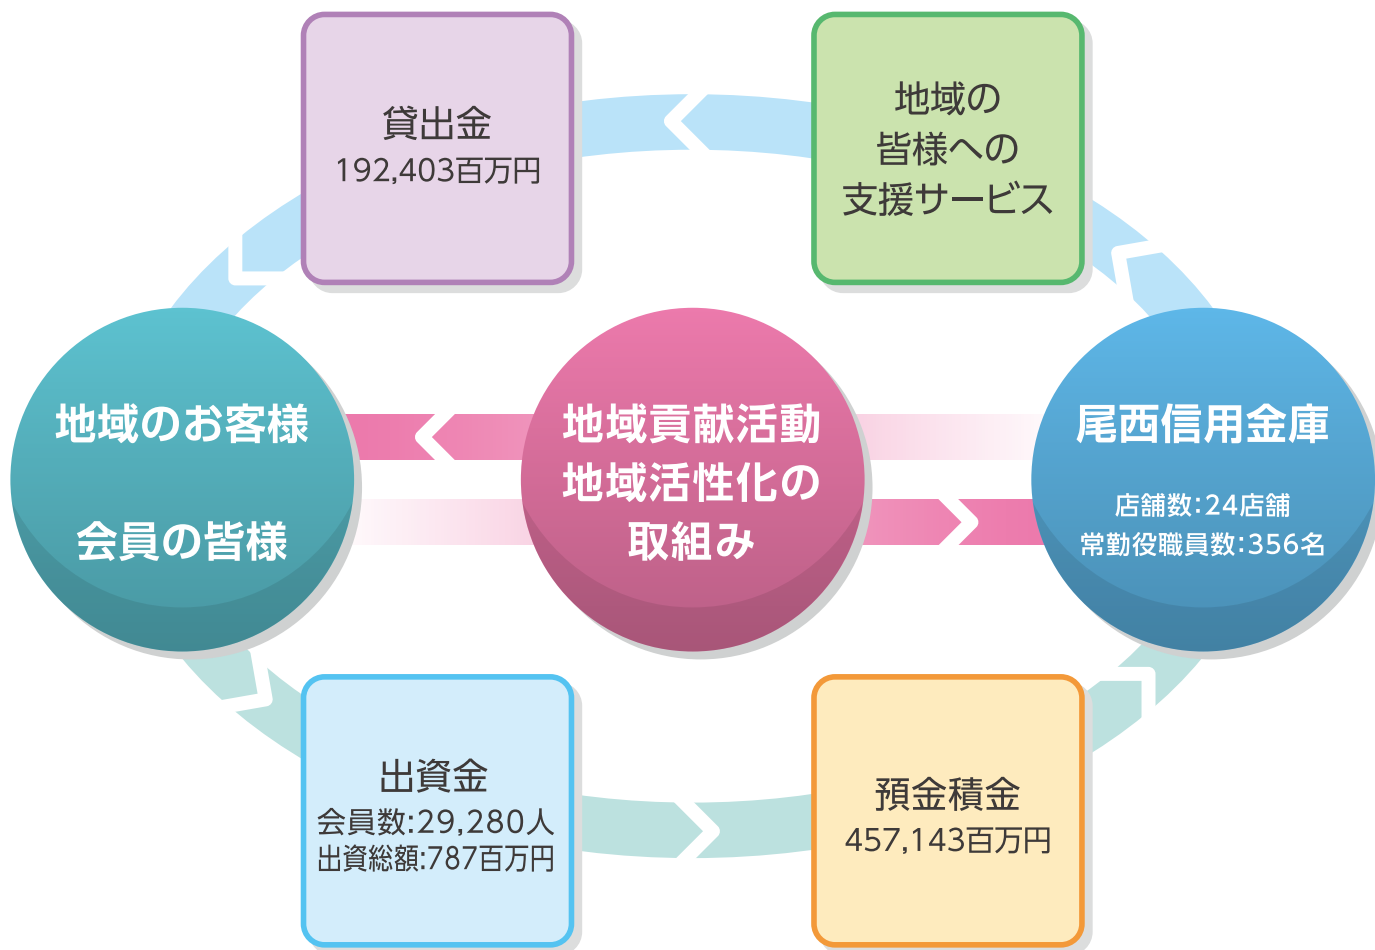 貸出金
192,403百万円
地域の
皆様への
支援サービス
地域のお客様
会員の皆様
地域貢献活動
地域活性化の
取組み
尾西信用金庫
店舗数：24店舗
常勤役職員数：356名
出資金
会員数：29,280人
出資総額：787百万円
預金積金
457,143百万円